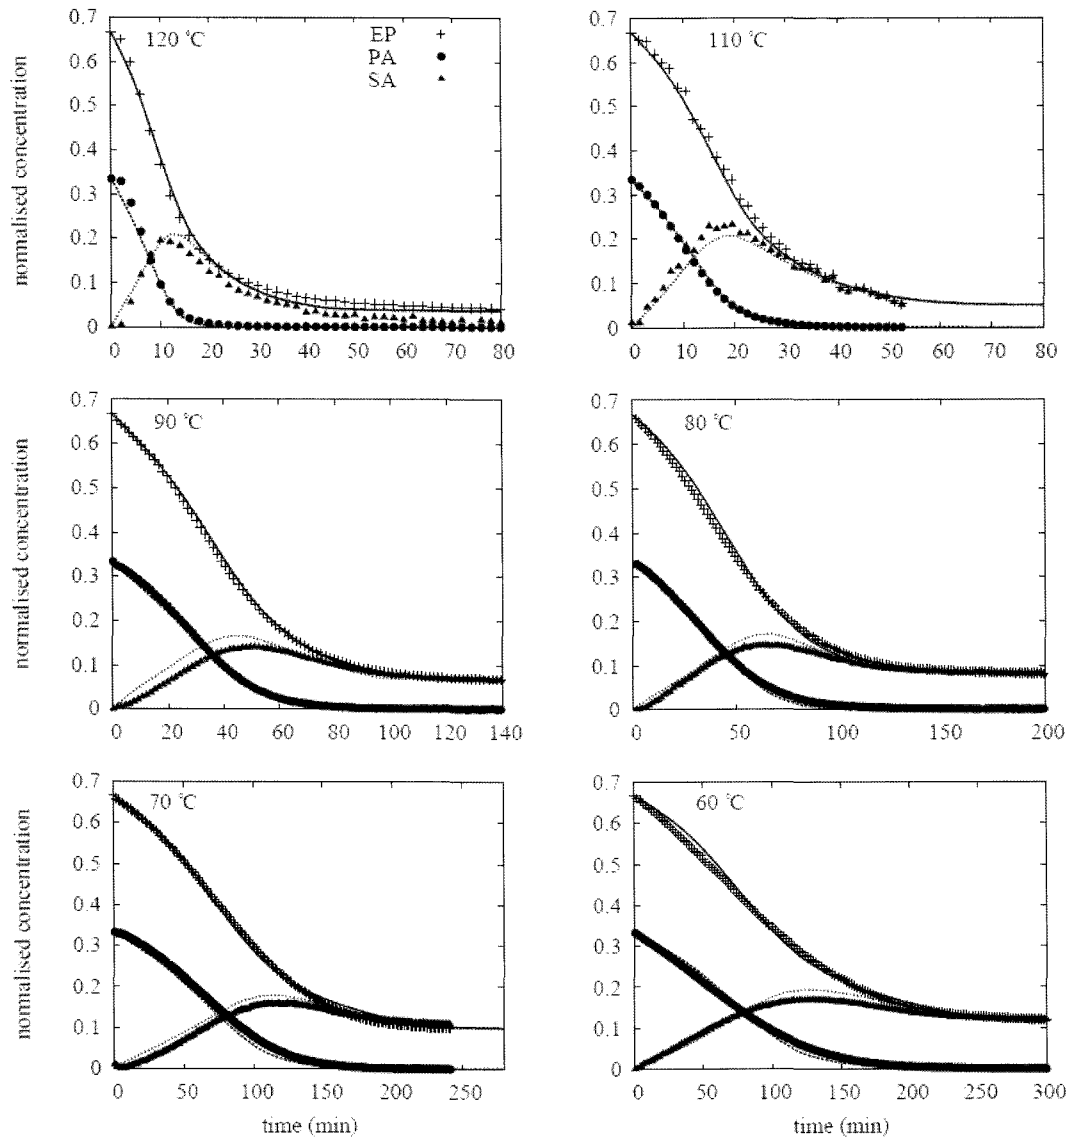 0.7
0.6
0.5
0.4
0.3
0.2
0.1
0
normalised concentration
120 °C
EP
PA
SA
0 10 20 30 40 50 60 70 80
0.7
0.6
0.5
0.4
0.3
0.2
0.1
0
110 °C
0 10 20 30 40 50 60 70 80
0.7
0.6
0.5
0.4
0.3
0.2
0.1
0
normalised concentration
90 °C
0 20 40 60 80 100 120 140
0.7
0.6
0.5
0.4
0.3
0.2
0.1
0
80 °C
0 50 100 150 200
0.7
0.6
0.5
0.4
0.3
0.2
0.1
0
normalised concentration
70 °C
0 50 100 150 200 250
time (min)
0.7
0.6
0.5
0.4
0.3
0.2
0.1
0
60 °C
0 50 100 150 200 250 300
time (min)